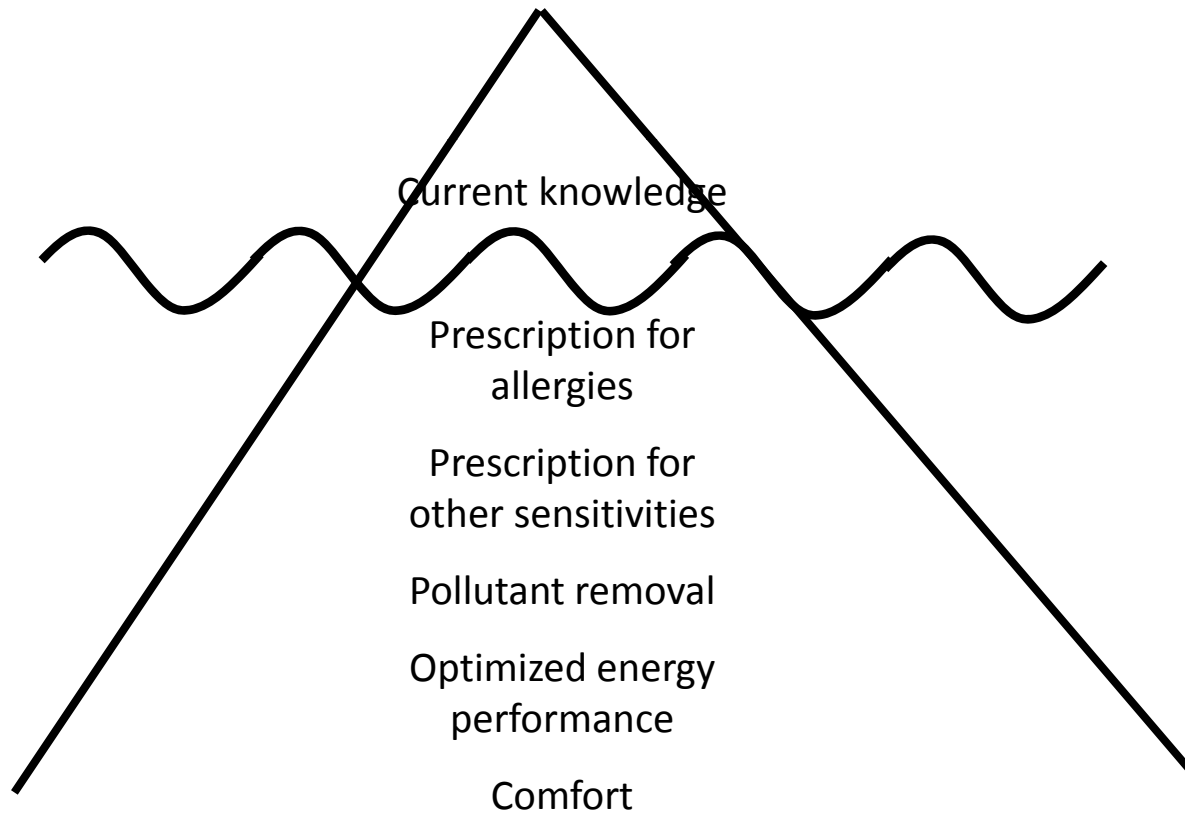 Current knowledge
Prescription for
allergies
Prescription for
other sensitivities
Pollutant removal
Optimized energy
performance
Comfort